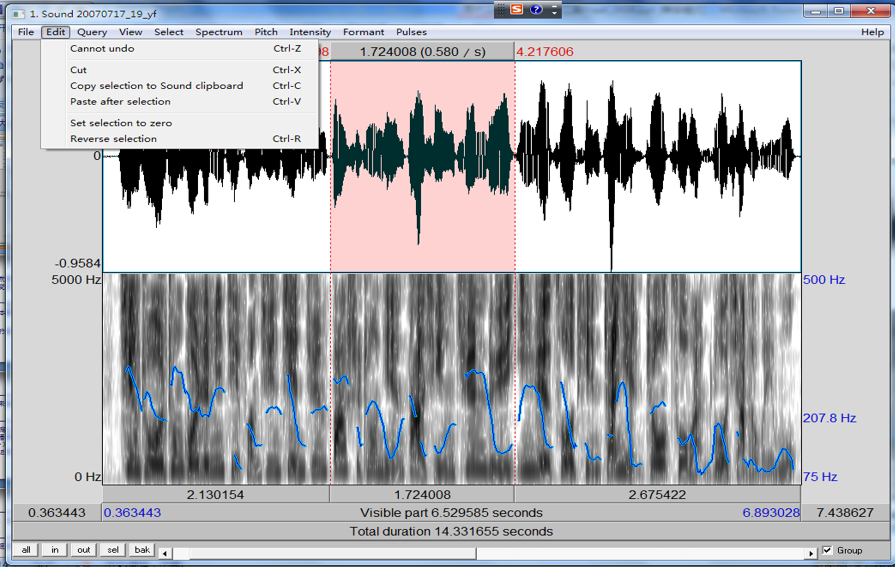 1. Sound 20070717_19_yf
File Edit Query View Select Spectrum Pitch Intensity Formant Pulses Help
Cannot undo Ctrl-Z
Cut Ctrl-X
Copy selection to Sound clipboard Ctrl-C
Paste after selection Ctrl-V
Set selection to zero
Reverse selection Ctrl-R
98 1.724008 (0.580 / s) 4.217606
0
-0.9584
5000 Hz 500 Hz
207.8 Hz
0 Hz 75 Hz
2.130154 1.724008 2.675422
0.363443 0.363443 Visible part 6.529585 seconds 6.893028 7.438627
Total duration 14.331655 seconds
all in out sel bak Group